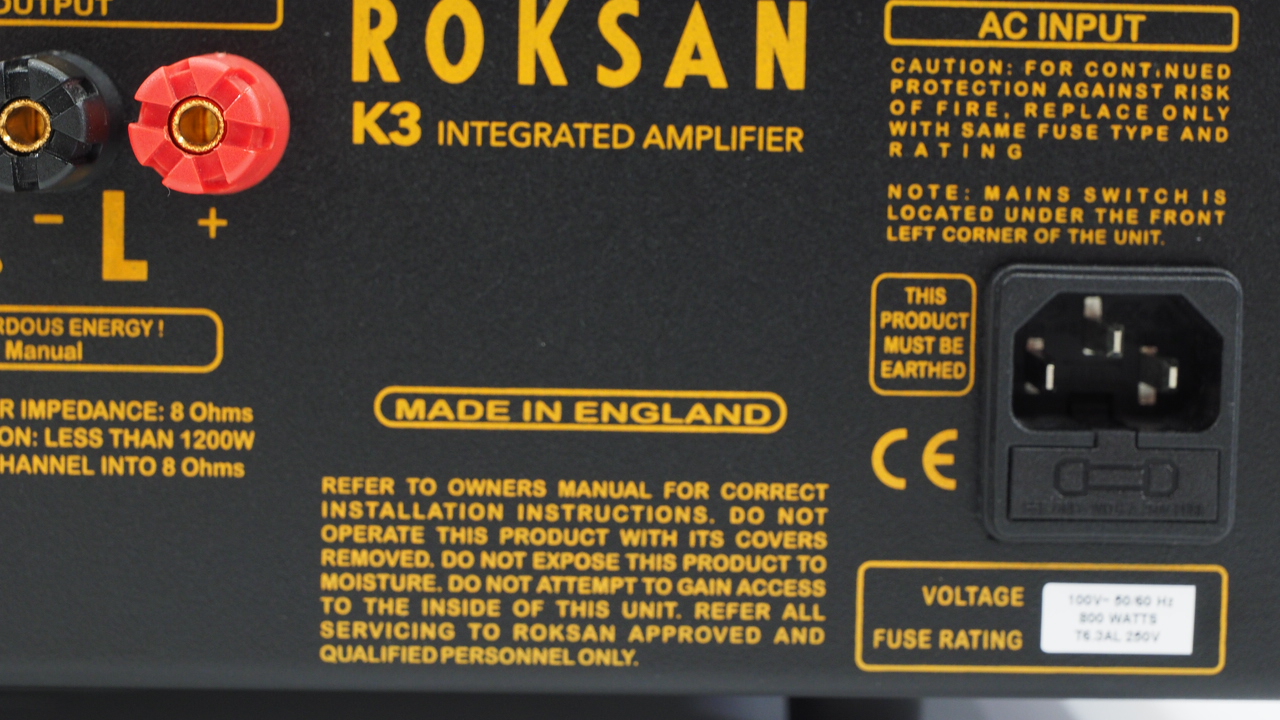 OUTPUT
ROKSAN
K3 INTEGRATED AMPLIFIER
- L +
RDOUS ENERGY !
Manual
R IMPEDANCE: 8 Ohms
ON: LESS THAN 1200W
HANNEL INTO 8 Ohms
MADE IN ENGLAND
REFER TO OWNERS MANUAL FOR CORRECT
INSTALLATION INSTRUCTIONS. DO NOT
OPERATE THIS PRODUCT WITH ITS COVERS
REMOVED. DO NOT EXPOSE THIS PRODUCT TO
MOISTURE. DO NOT ATTEMPT TO GAIN ACCESS
TO THE INSIDE OF THIS UNIT. REFER ALL
SERVICING TO ROKSAN APPROVED AND
QUALIFIED PERSONNEL ONLY.
AC INPUT
CAUTION: FOR CONTINUED
PROTECTION AGAINST RISK
OF FIRE, REPLACE ONLY
WITH SAME FUSE TYPE AND
RATING
NOTE: MAINS SWITCH IS
LOCATED UNDER THE FRONT
LEFT CORNER OF THE UNIT.
THIS
PRODUCT
MUST BE
EARTHED
CE
VOLTAGE
FUSE RATING
100V~ 50/60 Hz
800 WATTS
T6.3AL 250V